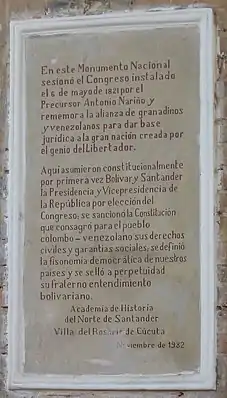 En este Monumento Nacional
sesionó el Congreso instalado
el 6 de mayo de 1821 por el
Precursor Antonio Nariño y
rememora la alianza de granadinos
y venezolanos para dar base
jurídica a la gran nación creada por
el genio del Libertador.
Aqui asumieron constitucionalmente
por primera vez Bolívar y Santander
la Presidencia y Vicepresidencia de
la República por elección del
Congreso, se sancionó la Constitución
que consagró para el pueblo
colombo-venezolano sus derechos
civiles y garantías sociales, se definió
la fisonomía democrática de nuestros
países y se selló a perpetuidad
su fraterno entendimiento
bolivariano.
Academia de Historia
del Norte de Santander
Villa del Rosario de Cúcuta
Noviembre de 1982